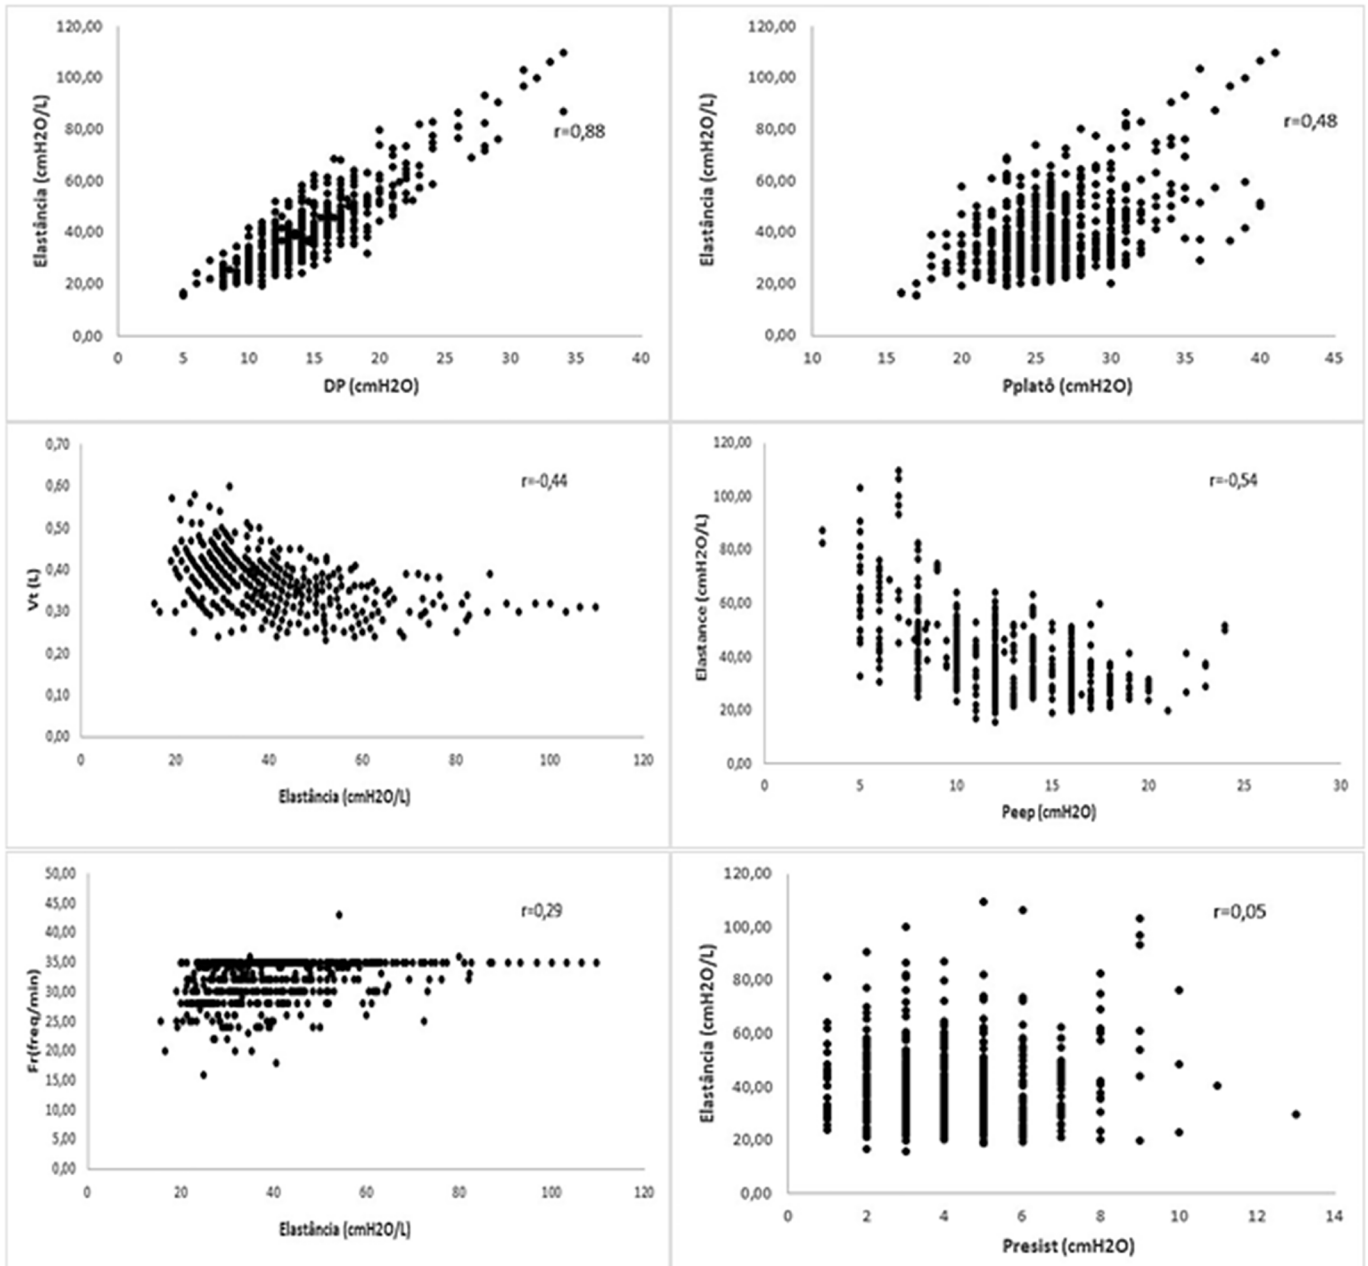 120,00
100,00
80,00
60,00
40,00
20,00
0,00
Elastância (cmH2O/L)
r=0,88
0 5 10 15 20 25 30 35 40
DP (cmH2O)
120,00
100,00
80,00
60,00
40,00
20,00
0,00
Elastância (cmH2O/L)
r=0,48
10 15 20 25 30 35 40 45
Pplatô (cmH2O)
0,70
0,60
0,50
0,40
0,30
0,20
0,10
0,00
Vt (L)
r=-0,44
0 20 40 60 80 100 120
Elastância (cmH2O/L)
120,00
100,00
80,00
60,00
40,00
20,00
0,00
Elastance (cmH2O/L)
r=-0,54
0 5 10 15 20 25 30
Peep (cmH2O)
50,00
45,00
40,00
35,00
30,00
25,00
20,00
15,00
10,00
5,00
0,00
Fr(freq/min)
r=0,29
0 20 40 60 80 100 120
Elastância (cmH2O/L)
120,00
100,00
80,00
60,00
40,00
20,00
0,00
Elastância (cmH2O/L)
r=0,05
0 2 4 6 8 10 12 14
Presist (cmH2O)